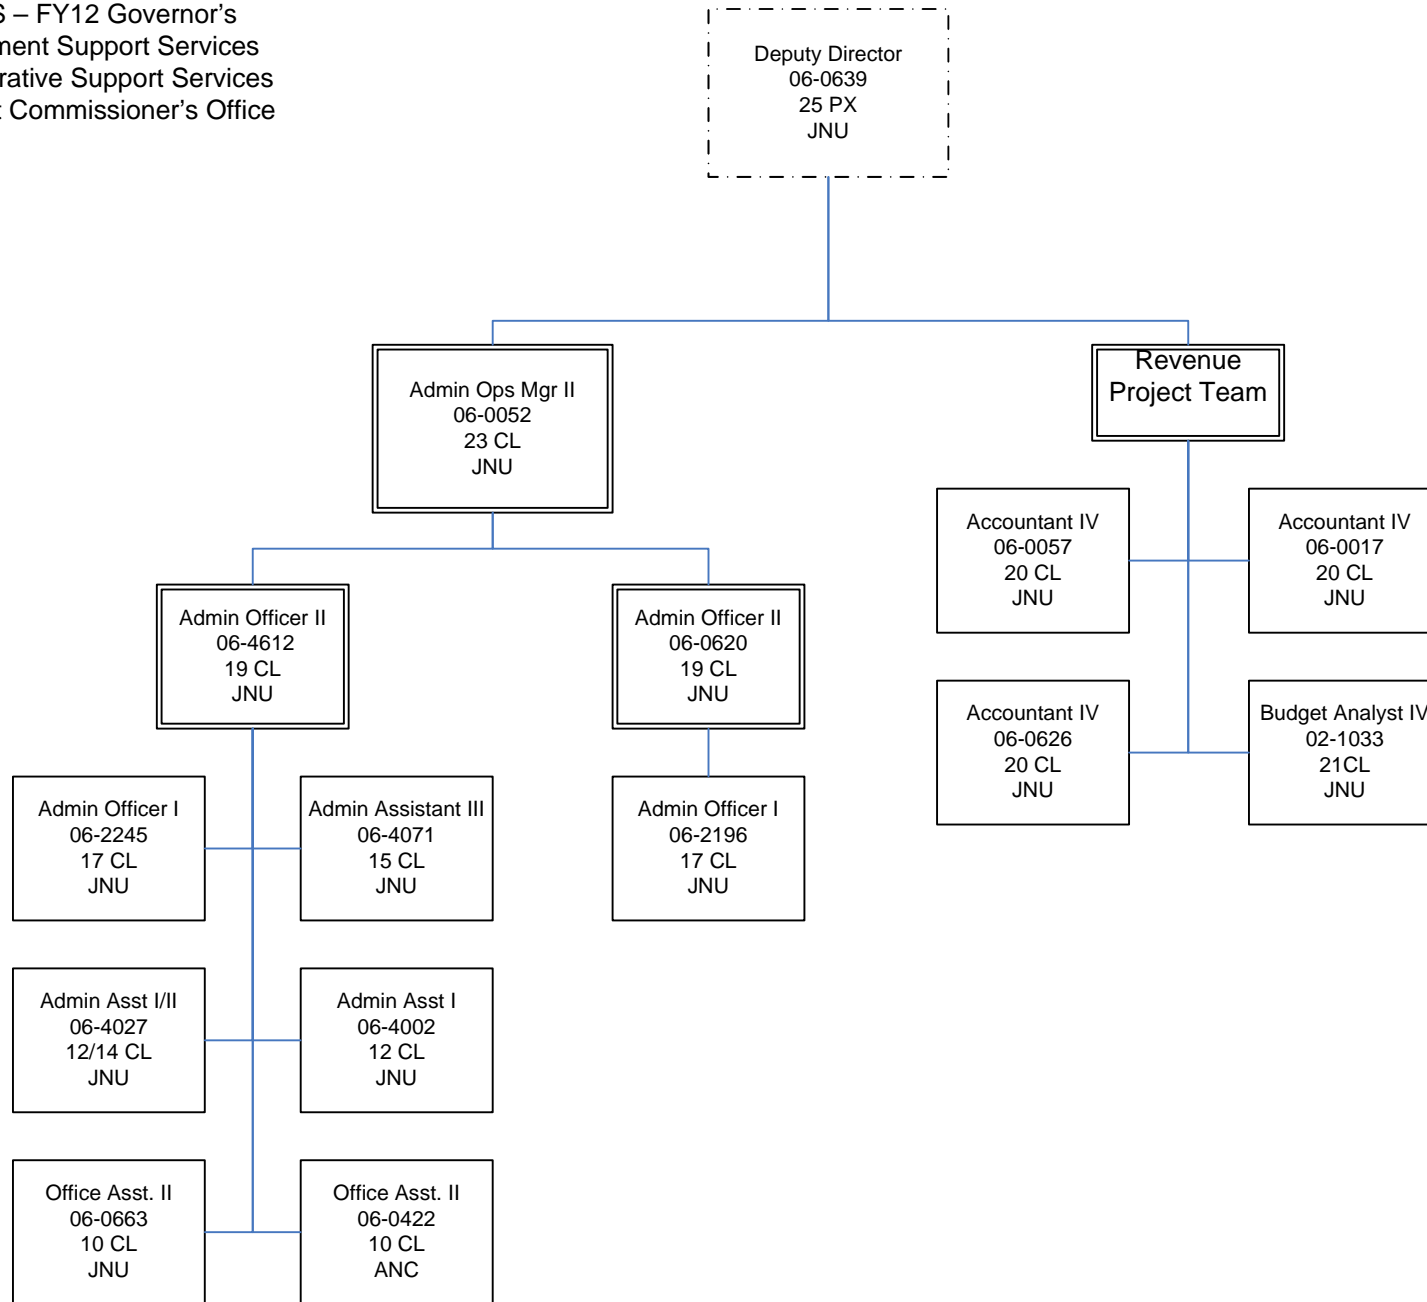 – FY12 Governor's
Support Services
Support Services
Commissioner's Office
Deputy Director
06-0639
25 PX
JNU
Admin Ops Mgr II
06-0052
23 CL
JNU
Revenue
Project Team
Accountant IV
06-0057
20 CL
JNU
Accountant IV
06-0017
20 CL
JNU
Admin Officer II
06-4612
19 CL
JNU
Admin Officer II
06-0620
19 CL
JNU
Accountant IV
06-0626
20 CL
JNU
Budget Analyst IV
02-1033
21CL
JNU
Admin Officer I
06-2245
17 CL
JNU
Admin Assistant III
06-4071
15 CL
JNU
Admin Officer I
06-2196
17 CL
JNU
Admin Asst I/II
06-4027
12/14 CL
JNU
Admin Asst I
06-4002
12 CL
JNU
Office Asst. II
06-0663
10 CL
JNU
Office Asst. II
06-0422
10 CL
ANC